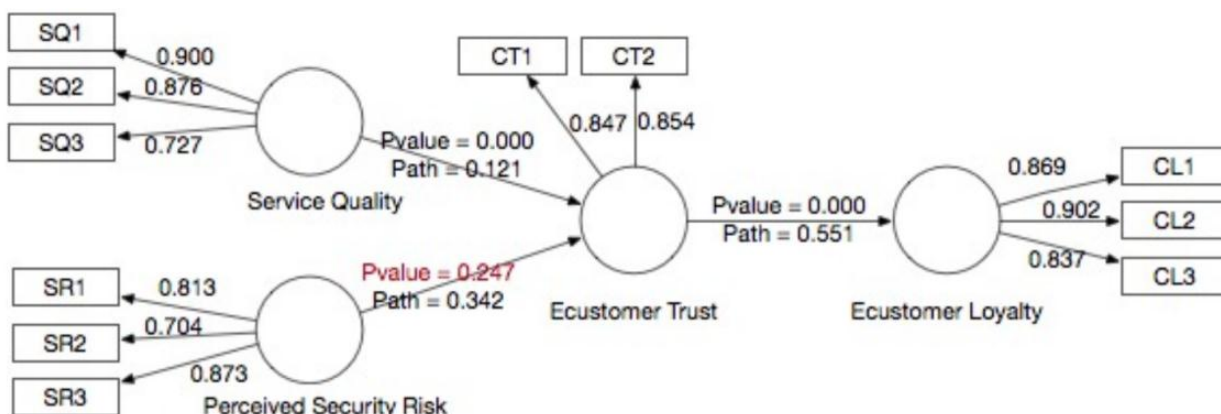 SQ1
SQ2
SQ3
0.900
0.876
0.727
Service Quality
CT1
CT2
0.847
0.854
Pvalue = 0.000
Path = 0.121
SR1
SR2
SR3
0.813
0.704
0.873
Perceived Security Risk
Pvalue = 0.247
Path = 0.342
Ecustomer Trust
Pvalue = 0.000
Path = 0.551
Ecustomer Loyalty
0.869
0.902
0.837
CL1
CL2
CL3